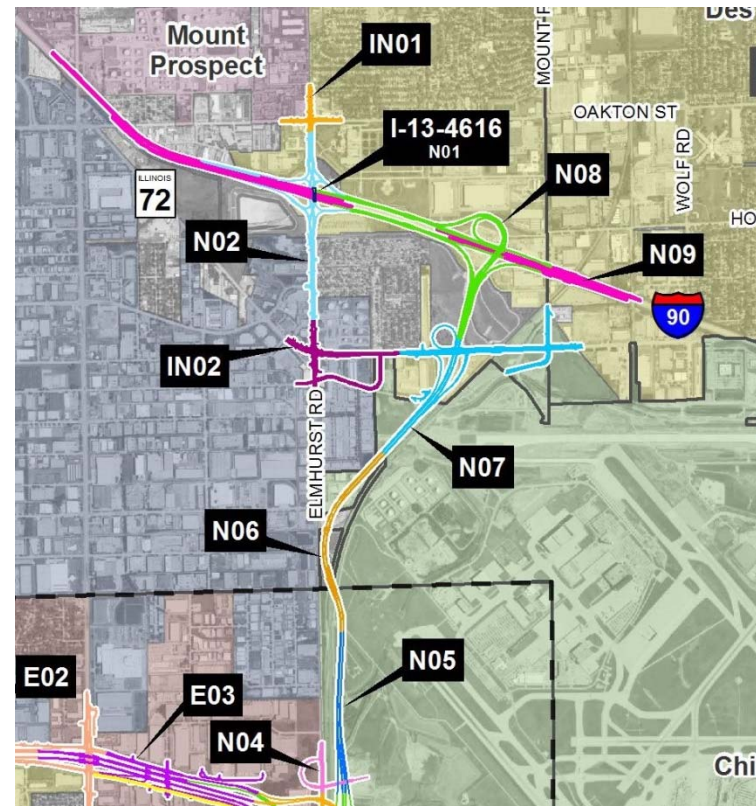 Des
Mount
Prospect
IN01
MOUNT P
I-13-4616
N01
OAKTON ST
WOLF RD
N08
ILLINOIS
72
HO
N02
N09
90
IN02
ELMHURST RD
N07
N06
N05
E02
E03
N04
Chi